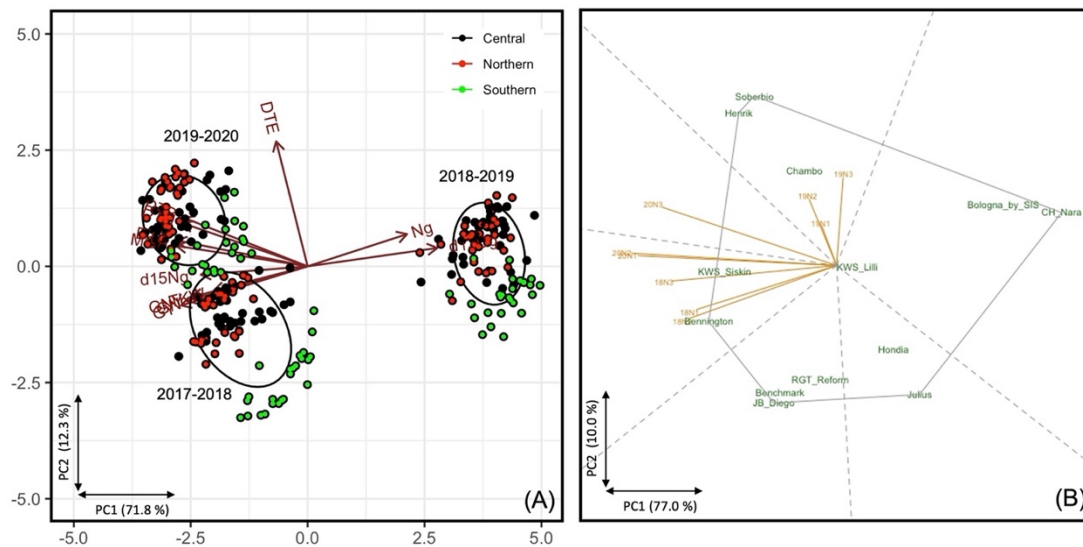 5.0
2.5
0.0
-2.5
-5.0
-5.0
-2.5
0.0
2.5
5.0
Central
Northern
Southern
DTE
2019-2020
2018-2019
2017-2018
Ng
d15Ng
PC2 (12.3 %)
PC1 (71.8 %)
(A)
Soberbio
Henrik
Chambo
19N3
19N2
19N1
20N3
Bologna_by_SIS
CH_Nara
20N1
KWS_Lilli
KWS_Siskin
18N3
18N1
Bennington
Hondia
RGT_Reform
Benchmark
Julius
JB_Diego
PC2 (10.0 %)
PC1 (77.0 %)
(B)